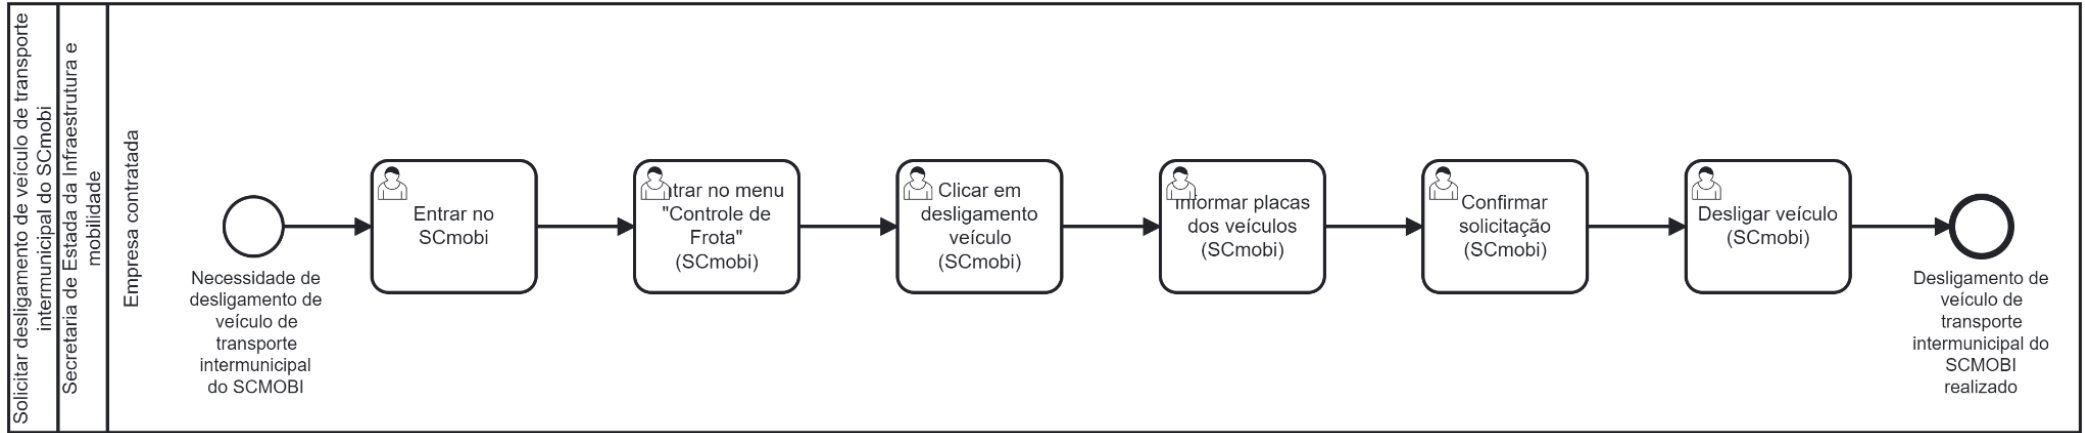 Solicitar desligamento de veículo de transporte
intermunicipal do SCmobi
Secretaria de Estada da Infraestrutura e
mobilidade
Empresa contratada
Necessidade de
desligamento de
veículo de
transporte
intermunicipal
do SCMOBI
Entrar no
SCmobi
ntrar no menu
"Controle de
Frota"
(SCmobi)
Clicar em
desligamento
veículo
(SCmobi)
Informar placas
dos veículos
(SCmobi)
Confirmar
solicitação
(SCmobi)
Desligar veículo
(SCmobi)
Desligamento de
veículo de
transporte
intermunicipal do
SCMOBI
realizado